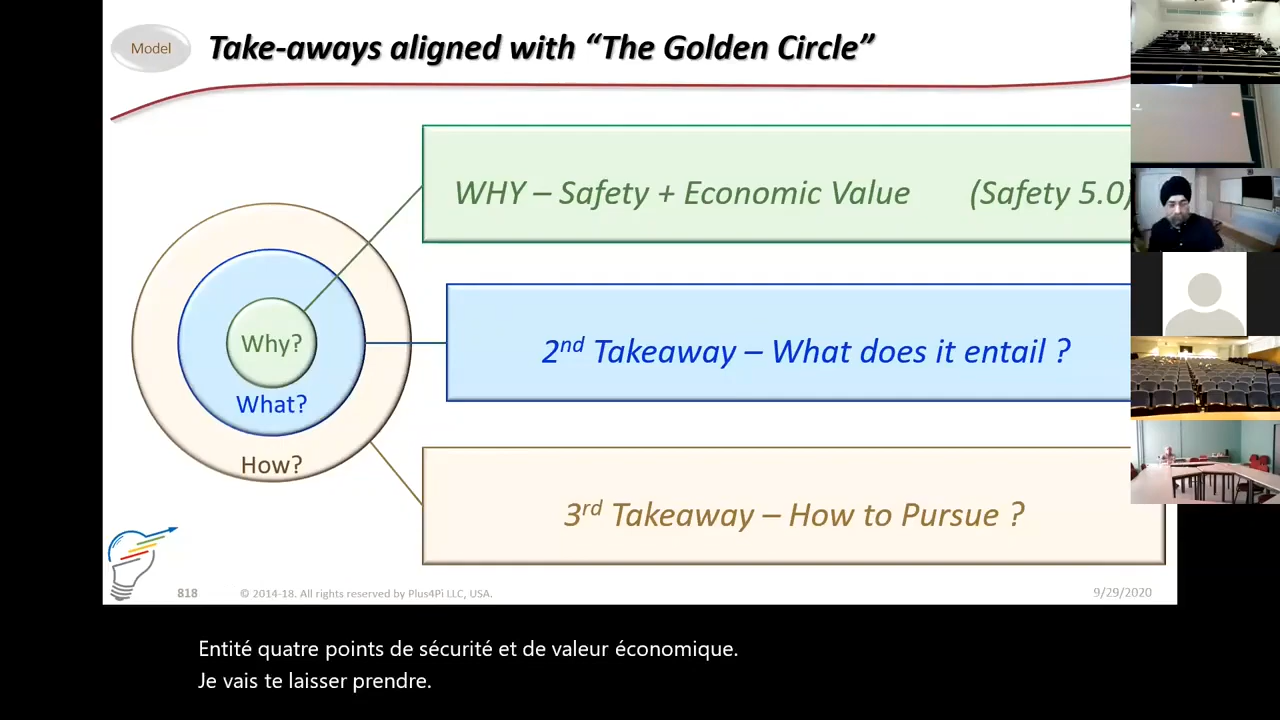 Model
Take-aways aligned with “The Golden Circle”
WHY – Safety + Economic Value (Safety 5.0)
Why?
What?
How?
2nd Takeaway – What does it entail ?
3rd Takeaway – How to Pursue ?
818 © 2014-18. All rights reserved by Plus4Pi LLC, USA. 9/29/2020
Entité quatre points de sécurité et de valeur économique.
Je vais te laisser prendre.